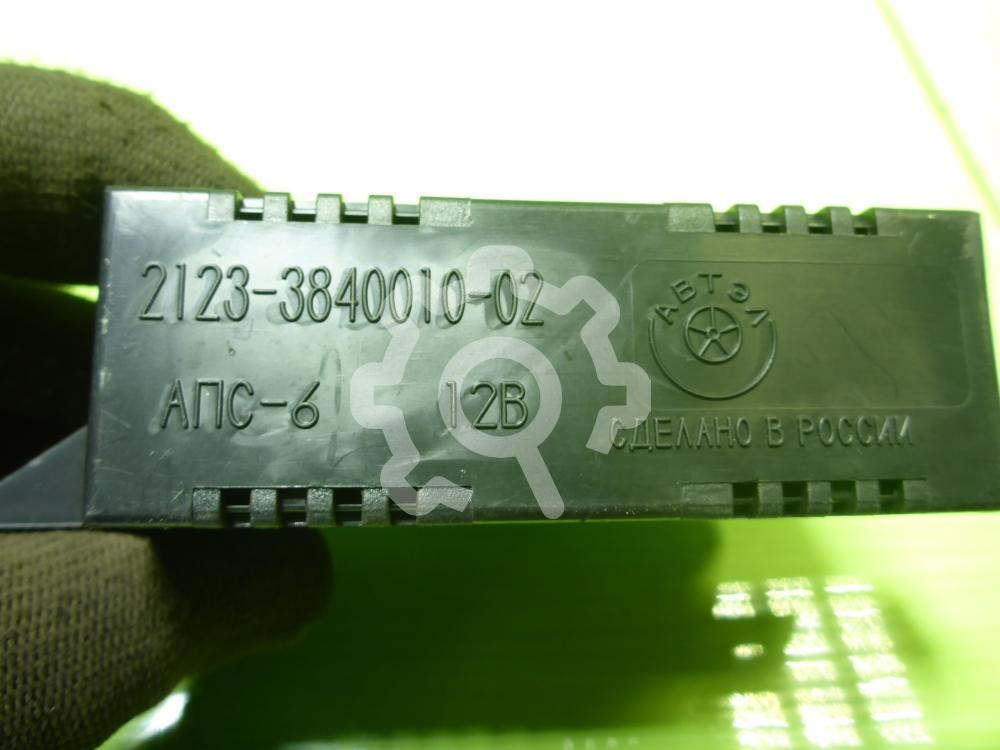 2123-3840010-02
АВТЭЛ
АПС-6 12В
СДЕЛАНО В РОССИИ